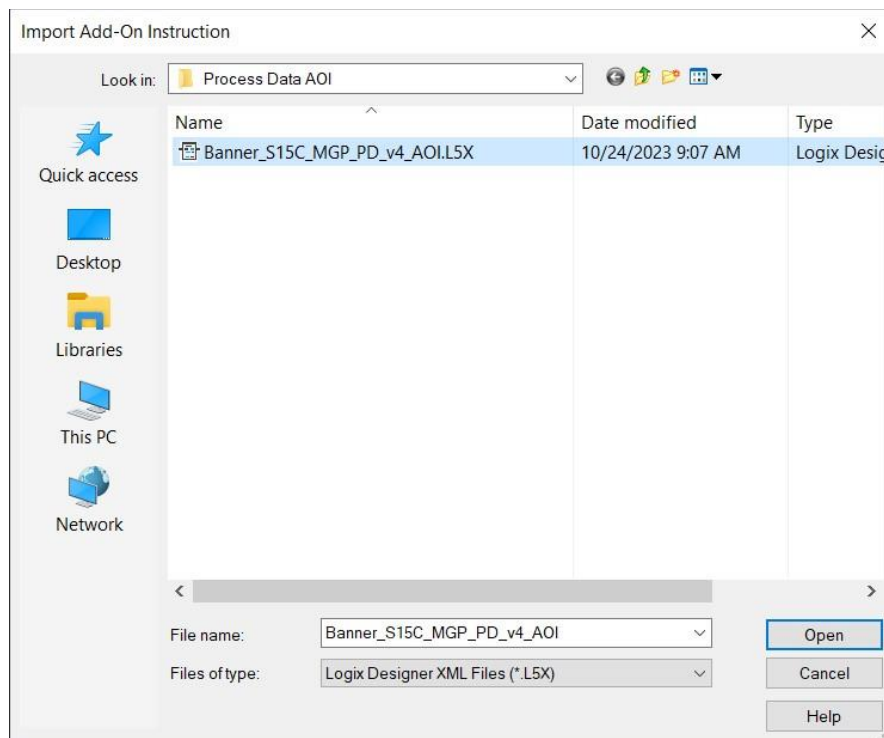 Import Add-On Instruction
Look in: Process Data AOI
Name Date modified Type
Banner_S15C_MGP_PD_v4_AOI.L5X 10/24/2023 9:07 AM Logix Desig
Quick access
Desktop
Libraries
This PC
Network
File name: Banner_S15C_MGP_PD_v4_AOI Open
Files of type: Logix Designer XML Files (*.L5X) Cancel
Help